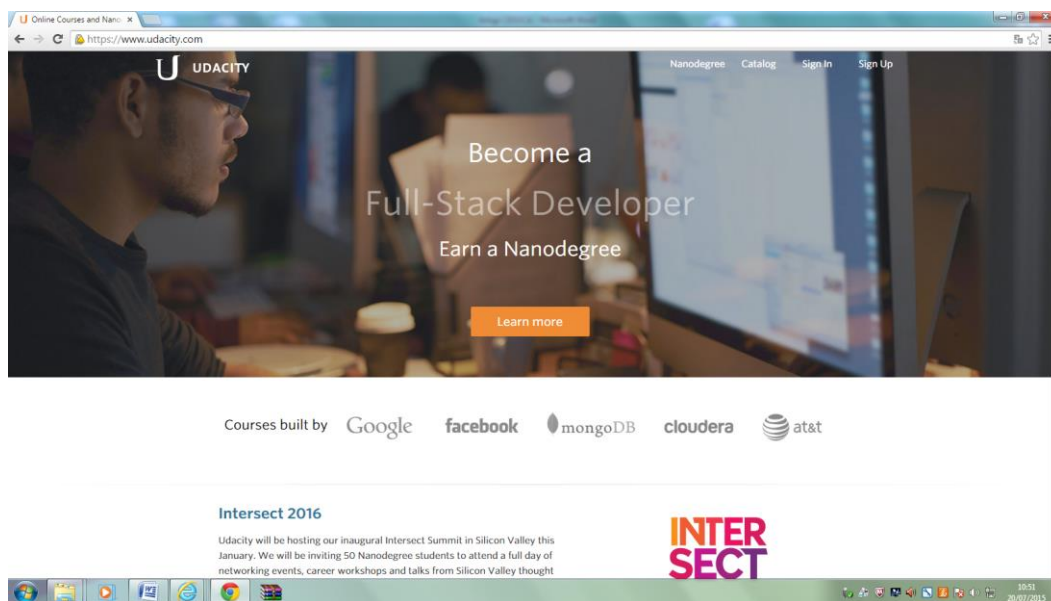 Online Courses and Nano
https://www.udacity.com
UDACITY
Nanodegree Catalog Sign In Sign Up
Become a
Full-Stack Developer
Earn a Nanodegree
Learn more
Courses built by Google facebook mongoDB cloudera at&t
Intersect 2016
Udacity will be hosting our inaugural Intersect Summit in Silicon Valley this
January. We will be inviting 50 Nanodegree students to attend a full day of
networking events, career workshops and talks from Silicon Valley thought
INTER
SECT
10:51
20/07/2015